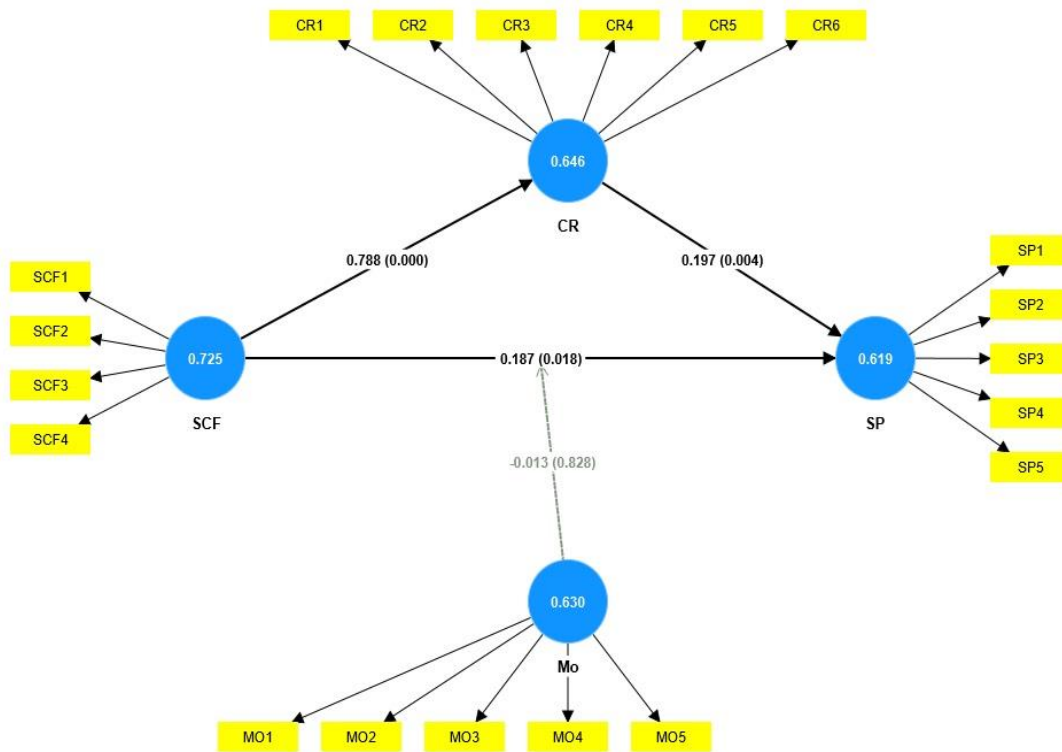 CR1
CR2
CR3
CR4
CR5
CR6
0.646
CR
0.788 (0.000)
0.197 (0.004)
SCF1
SCF2
SCF3
SCF4
0.725
SCF
0.187 (0.018)
0.619
SP
SP1
SP2
SP3
SP4
SP5
-0.013 (0.828)
0.630
Mo
MO1
MO2
MO3
MO4
MO5